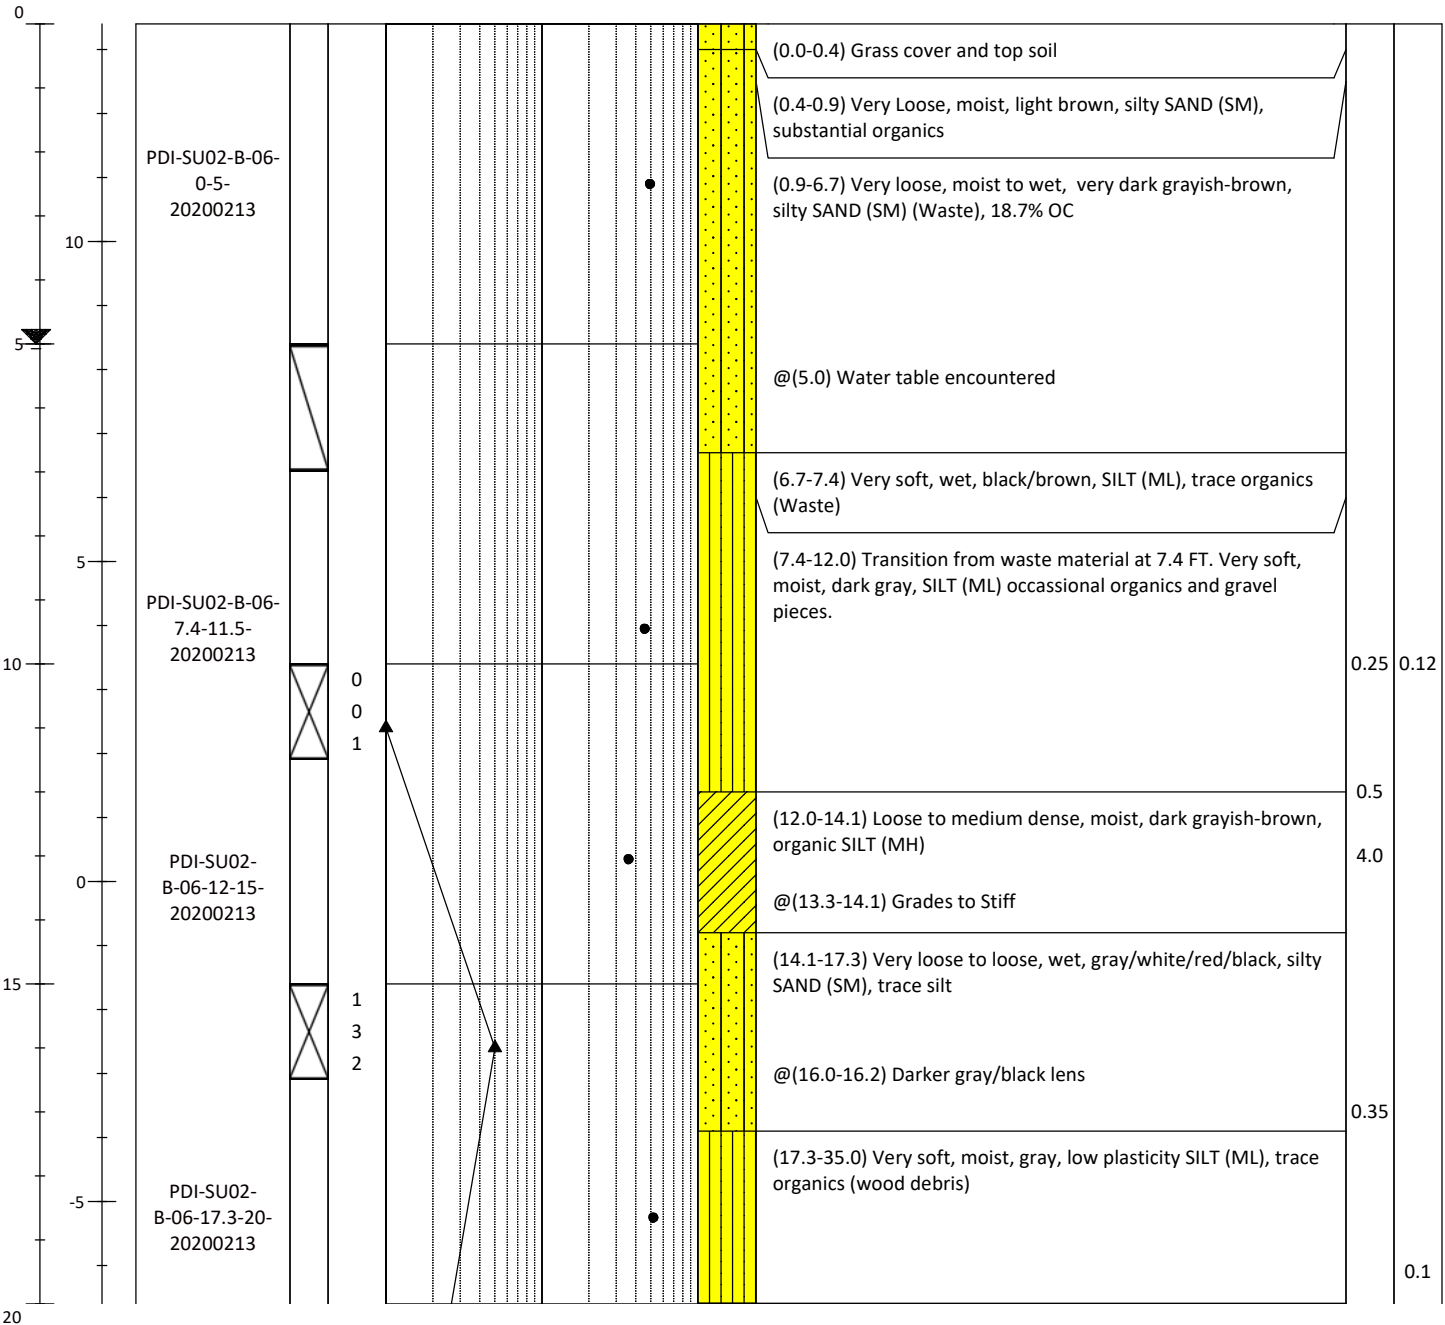 0
(0.0-0.4) Grass cover and top soil
(0.4-0.9) Very Loose, moist, light brown, silty SAND (SM),
substantial organics
PDI-SU02-B-06-
0-5-
20200213
(0.9-6.7) Very loose, moist to wet, very dark grayish-brown,
silty SAND (SM) (Waste), 18.7% OC
10
5
@(5.0) Water table encountered
(6.7-7.4) Very soft, wet, black/brown, SILT (ML), trace organics
(Waste)
5
(7.4-12.0) Transition from waste material at 7.4 FT. Very soft,
moist, dark gray, SILT (ML) occassional organics and gravel
pieces.
PDI-SU02-B-06-
7.4-11.5-
20200213
10
0.25
0.12
0
0
1
0.5
(12.0-14.1) Loose to medium dense, moist, dark grayish-brown,
organic SILT (MH)
4.0
PDI-SU02-
B-06-12-15-
20200213
0
@(13.3-14.1) Grades to Stiff
(14.1-17.3) Very loose to loose, wet, gray/white/red/black, silty
SAND (SM), trace silt
15
1
3
2
@(16.0-16.2) Darker gray/black lens
0.35
(17.3-35.0) Very soft, moist, gray, low plasticity SILT (ML), trace
organics (wood debris)
-5
PDI-SU02-
B-06-17.3-20-
20200213
0.1
20